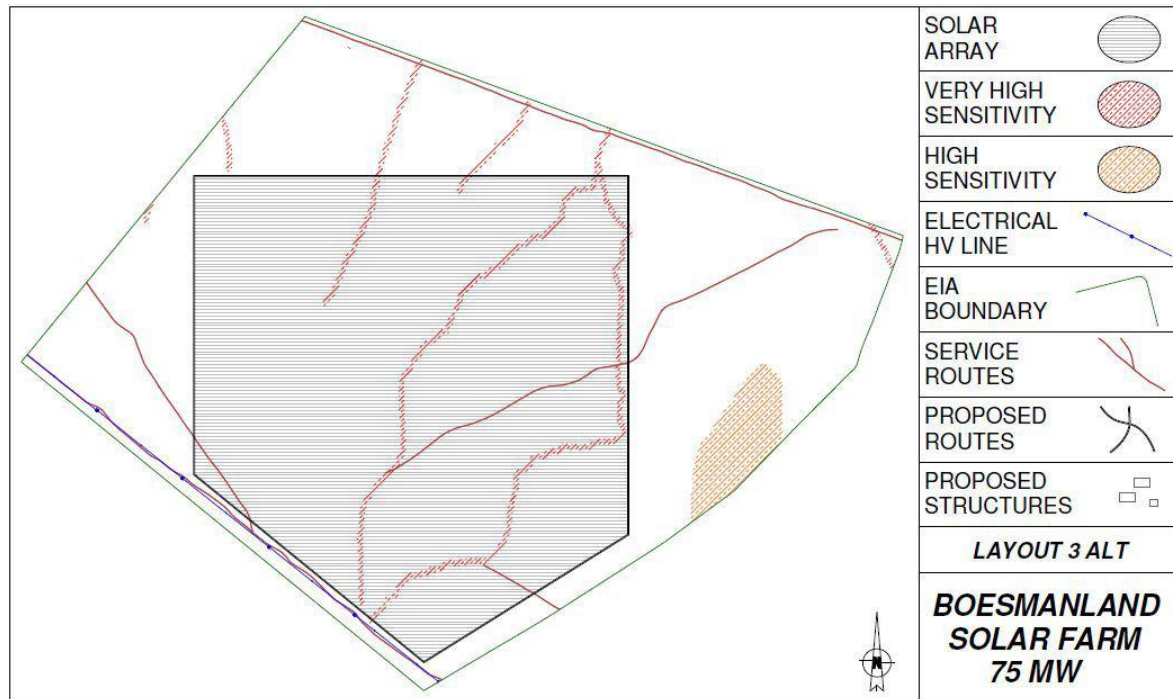 SOLAR
ARRAY
VERY HIGH
SENSITIVITY
HIGH
SENSITIVITY
ELECTRICAL
HV LINE
EIA
BOUNDARY
SERVICE
ROUTES
PROPOSED
ROUTES
PROPOSED
STRUCTURES
LAYOUT 3 ALT
BOESMANLAND
SOLAR FARM
75 MW
N